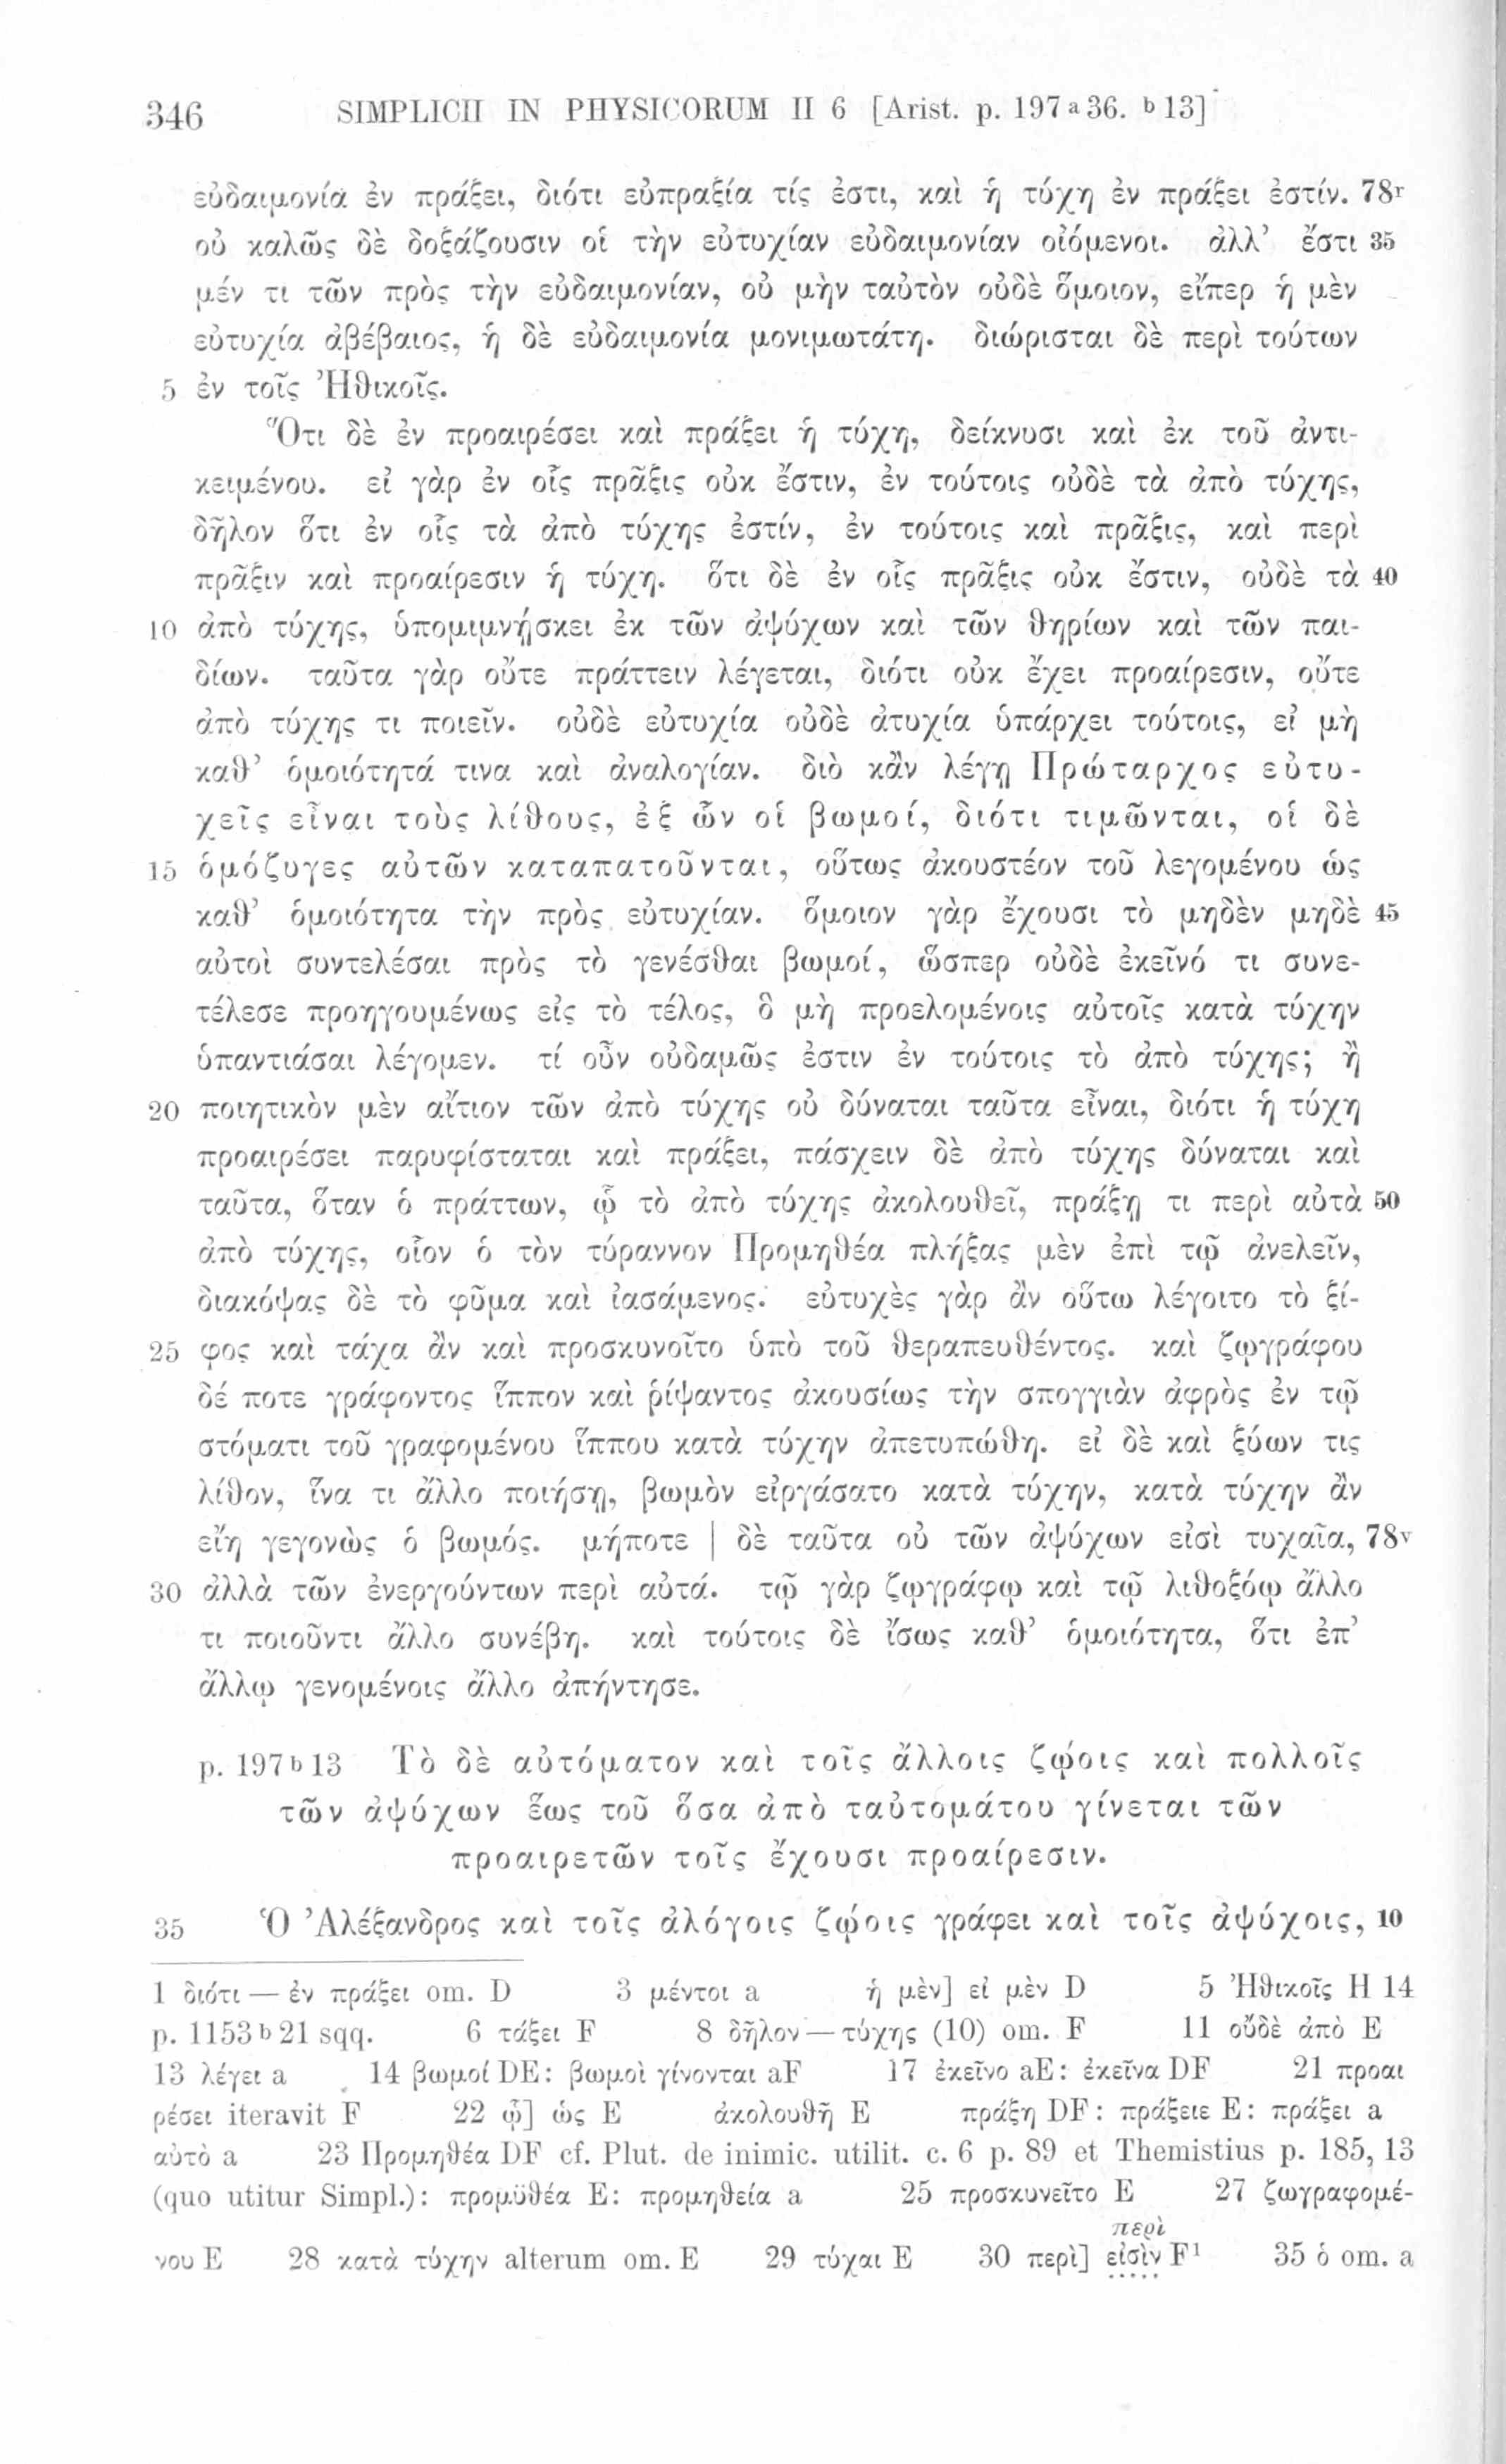 346 SIMPLICII IN PHYSICORUM II 6 [Arist. p. 197 a 36. b 13]
εὐδαιμονία ἐν πράξει, διότι εὐπραξία τίς ἐστι, καὶ ἡ τύχη ἐν πράξει ἐστίν. 78r
οὐ καλῶς δὲ δοξάζουσιν οἱ τὴν εὐτυχίαν εὐδαιμονίαν οἰόμενοι. ἀλλ’ ἔστι 35
μέν τι τῶν πρὸς τὴν εὐδαιμονίαν, οὐ μὴν ταὐτὸν οὐδὲ ὅμοιον, εἴπερ ἡ μὲν
εὐτυχία ἀβέβαιος, ἡ δὲ εὐδαιμονία μονιμωτάτη. διώρισται δὲ περὶ τούτων
5 ἐν τοῖς Ἠθικοῖς.
Ὅτι δὲ ἐν προαιρέσει καὶ πράξει ἡ τύχη, δείκνυσι καὶ ἐκ τοῦ ἀντι-
κειμένου. εἰ γὰρ ἐν οἷς πρᾶξις οὐκ ἔστιν, ἐν τούτοις οὐδὲ τὰ ἀπὸ τύχης,
δῆλον ὅτι ἐν οἷς τὰ ἀπὸ τύχης ἐστίν, ἐν τούτοις καὶ πρᾶξις, καὶ περὶ
πρᾶξιν καὶ προαίρεσιν ἡ τύχη. ὅτι δὲ ἐν οἷς πρᾶξις οὐκ ἔστιν, οὐδὲ τὰ 40
10 ἀπὸ τύχης, ὑπομιμνήσκει ἐκ τῶν ἀψύχων καὶ τῶν θηρίων καὶ τῶν παι-
δίων. ταῦτα γὰρ οὔτε πράττειν λέγεται, διότι οὐκ ἔχει προαίρεσιν, οὔτε
ἀπὸ τύχης τι ποιεῖν. οὐδὲ εὐτυχία οὐδὲ ἀτυχία ὑπάρχει τούτοις, εἰ μὴ
καθ’ ὁμοιότητά τινα καὶ ἀναλογίαν. διὸ κἂν λέγῃ Πρώταρχος εὐτυ-
χεῖς εἶναι τοὺς λίθους, ἐξ ὧν οἱ βωμοί, διότι τιμῶνται, οἱ δὲ
15 ὁμόζυγες αὐτῶν καταπατοῦνται, οὕτως ἀκουστέον τοῦ λεγομένου ὡς
καθ’ ὁμοιότητα τὴν πρὸς εὐτυχίαν. ὅμοιον γὰρ ἔχουσι τὸ μηδὲν μηδὲ 45
αὐτοὶ συντελέσαι πρὸς τὸ γενέσθαι βωμοί, ὥσπερ οὐδὲ ἐκεῖνό τι συνε-
τέλεσε προηγουμένως εἰς τὸ τέλος, ὃ μὴ προελομένοις αὐτοῖς κατὰ τύχην
ὑπαντιάσαι λέγομεν. τί οὖν οὐδαμῶς ἐστιν ἐν τούτοις τὸ ἀπὸ τύχης; ἢ
20 ποιητικὸν μὲν αἴτιον τῶν ἀπὸ τύχης οὐ δύναται ταῦτα εἶναι, διότι ἡ τύχη
προαιρέσει παρυφίσταται καὶ πράξει, πάσχειν δὲ ἀπὸ τύχης δύναται καὶ
ταῦτα, ὅταν ὁ πράττων, ᾧ τὸ ἀπὸ τύχης ἀκολουθεῖ, πράξῃ τι περὶ αὐτὰ 50
ἀπὸ τύχης, οἷον ὁ τὸν τύραννον Προμηθέα πλήξας μὲν ἐπὶ τῷ ἀνελεῖν,
διακόψας δὲ τὸ φῦμα καὶ ἰασάμενος. εὐτυχὲς γὰρ ἂν οὕτω λέγοιτο τὸ ξί-
25 φος καὶ τάχα ἂν καὶ προσκυνοῖτο ὑπὸ τοῦ θεραπευθέντος. καὶ ζωγράφου
δέ ποτε γράφοντος ἵππον καὶ ῥίψαντος ἀκουσίως τὴν σπογγιὰν ἀφρὸς ἐν τῷ
στόματι τοῦ γραφομένου ἵππου κατὰ τύχην ἀπετυπώθη. εἰ δὲ καὶ ξύων τις
λίθον, ἵνα τι ἄλλο ποιήσῃ, βωμὸν εἰργάσατο κατὰ τύχην, κατὰ τύχην ἂν
εἴη γεγονὼς ὁ βωμός. μήποτε | δὲ ταῦτα οὐ τῶν ἀψύχων εἰσὶ τυχαῖα, 78v
30 ἀλλὰ τῶν ἐνεργούντων περὶ αὐτά. τῷ γὰρ ζωγράφῳ καὶ τῷ λιθοξόῳ ἄλλο
τι ποιοῦντι ἄλλο συνέβη. καὶ τούτοις δὲ ἴσως καθ’ ὁμοιότητα, ὅτι ἐπ’
ἄλλῳ γενομένοις ἄλλο ἀπήντησε.
p. 197 b 13 Τὸ δὲ αὐτόματον καὶ τοῖς ἄλλοις ζῴοις καὶ πολλοῖς
τῶν ἀψύχων ἕως τοῦ ὅσα ἀπὸ ταὐτομάτου γίνεται τῶν
προαιρετῶν τοῖς ἔχουσι προαίρεσιν.
35 Ὁ Ἀλέξανδρος καὶ τοῖς ἀλόγοις ζῴοις γράφει καὶ τοῖς ἀψύχοις, 10
1 διότι — ἐν πράξει om. D 3 μέντοι a ἡ μὲν] εἰ μὲν D 5 Ἠθικοῖς H 14
p. 1153 b 21 sqq. 6 τάξει F 8 δῆλον — τύχης (10) om. F 11 οὐδὲ ἀπὸ E
13 λέγει a 14 βωμοί DE: βωμοὶ γίνονται aF 17 ἐκεῖνο aE: ἐκεῖνα DF 21 προαι
ρέσει iteravit F 22 ᾧ] ὡς E ἀκολουθῆ E πράξη DF: πράξειε E: πράξει a
αὐτὸ a 23 Προμηθέα DF cf. Plut. de inimic. utilit. c. 6 p. 89 et Themistius p. 185, 13
(quo utitur Simpl.): προμϋθέα E: προμηθεία a 25 προσκυνεῖτο E 27 ζωγραφομέ-
νου E 28 κατὰ τύχην alterum om. E 29 τύχαι E 30 περὶ] εἰσὶν περὶ F1 35 ὁ om. a